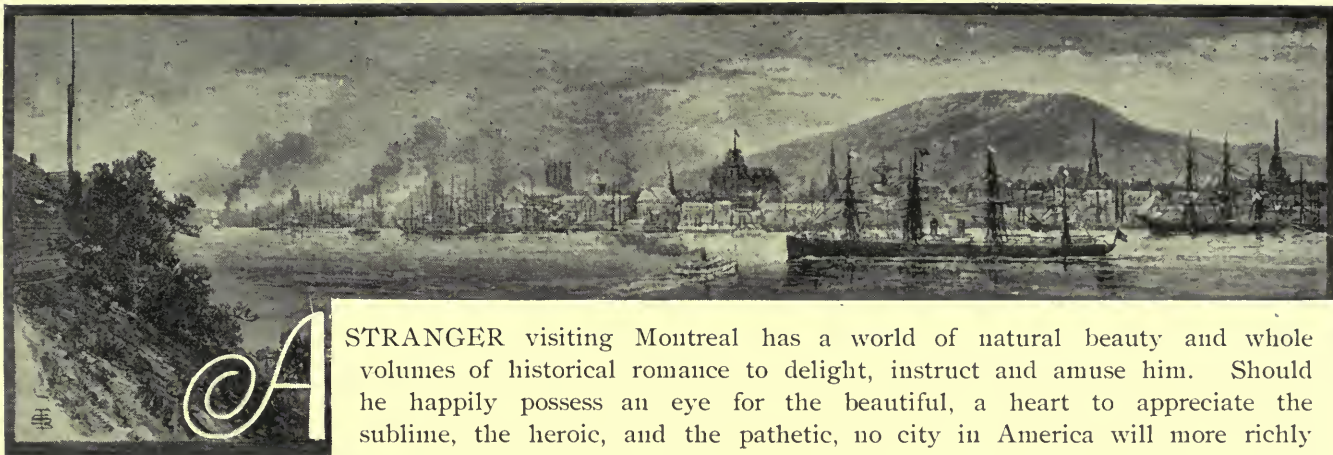 A STRANGER visiting Montreal has a world of natural beauty and whole
volumes of historical romance to delight, instruct and amuse him. Should
he happily possess an eye for the beautiful, a heart to appreciate the
sublime, the heroic, and the pathetic, no city in America will more richly